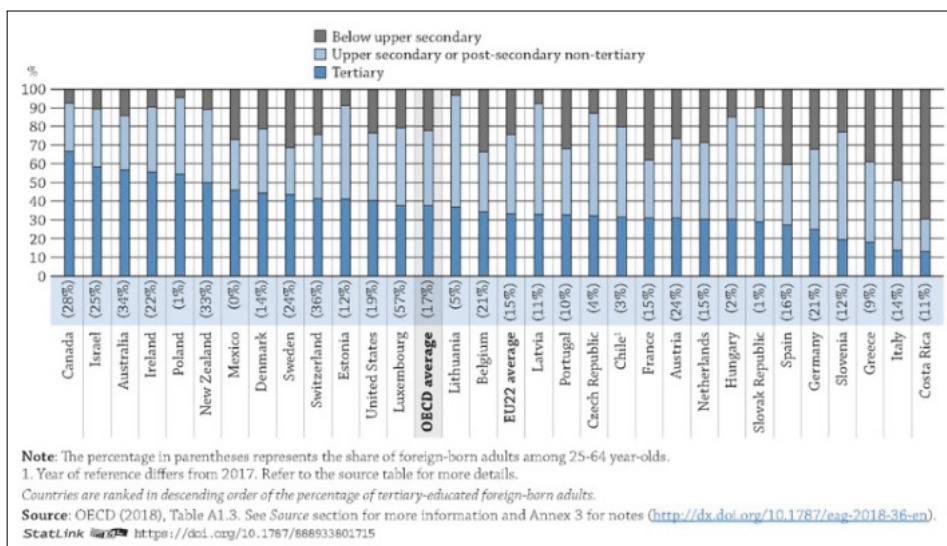 Below upper secondary
Upper secondary or post-secondary non-tertiary
Tertiary
%
100
90
80
70
60
50
40
30
20
10
0
(28%) (25%) (34%) (22%) (1%) (33%) (0%) (14%) (24%) (36%) (12%) (19%) (57%) (17%) (5%) (21%) (15%) (11%) (10%) (4%) (3%) (11%) (24%) (15%) (2%) (1%) (16%) (21%) (12%) (9%) (14%) (11%)
Canada
Israel
Australia
Ireland
Poland
New Zealand
Mexico
Denmark
Sweden
Switzerland
Estonia
United States
Luxembourg
OECD average
Lithuania
Belgium
EU22 average
Latvia
Portugal
Czech Republic
Chile¹
France
Austria
Netherlands
Hungary
Slovak Republic
Spain
Germany
Slovenia
Greece
Italy
Costa Rica
Note: The percentage in parentheses represents the share of foreign-born adults among 25-64 year-olds.
1. Year of reference differs from 2017. Refer to the source table for more details.
Countries are ranked in descending order of the percentage of tertiary-educated foreign-born adults.
Source: OECD (2018), Table A1.3. See Source section for more information and Annex 3 for notes (http://dx.doi.org/10.1787/eag-2018-36-en).
StatLink https://doi.org/10.1787/888933801715